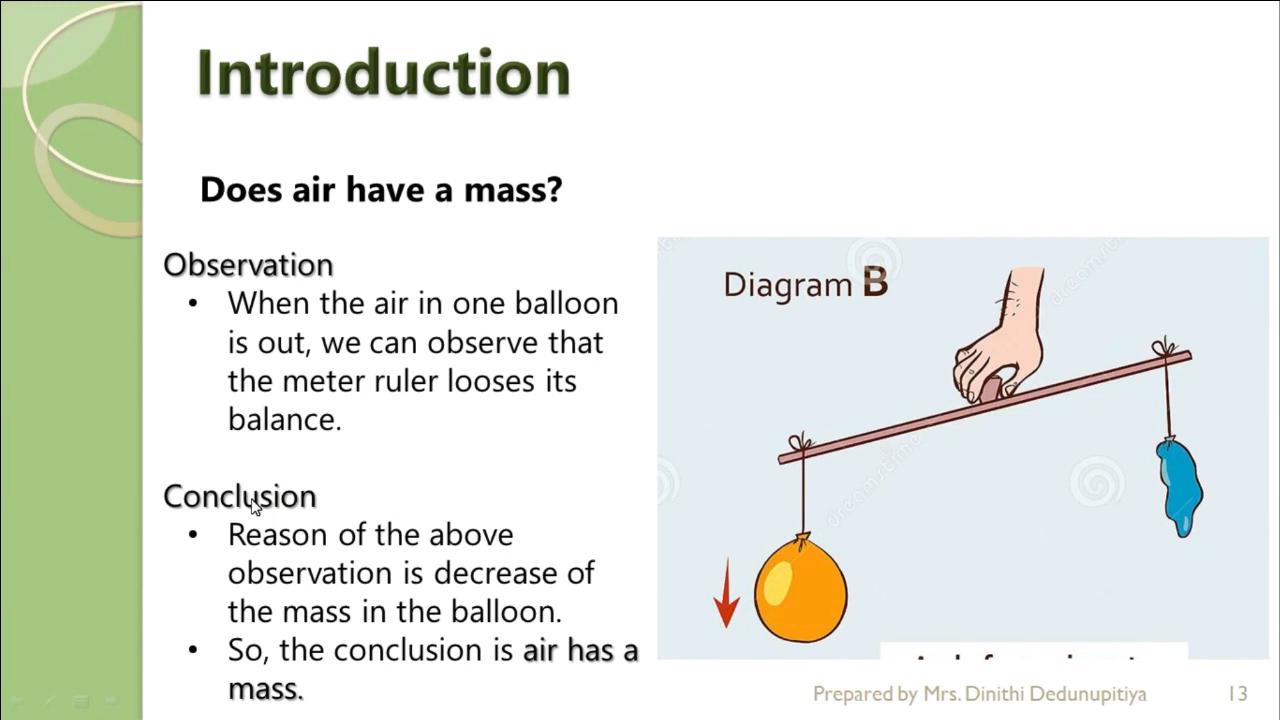 Introduction
Does air have a mass?
Observation
• When the air in one balloon
is out, we can observe that
the meter ruler looses its
balance.
Conclusion
• Reason of the above
observation is decrease of
the mass in the balloon.
• So, the conclusion is air has a
mass.
Diagram B
dreamstime
Prepared by Mrs. Dinithi Dedunupitiya
13